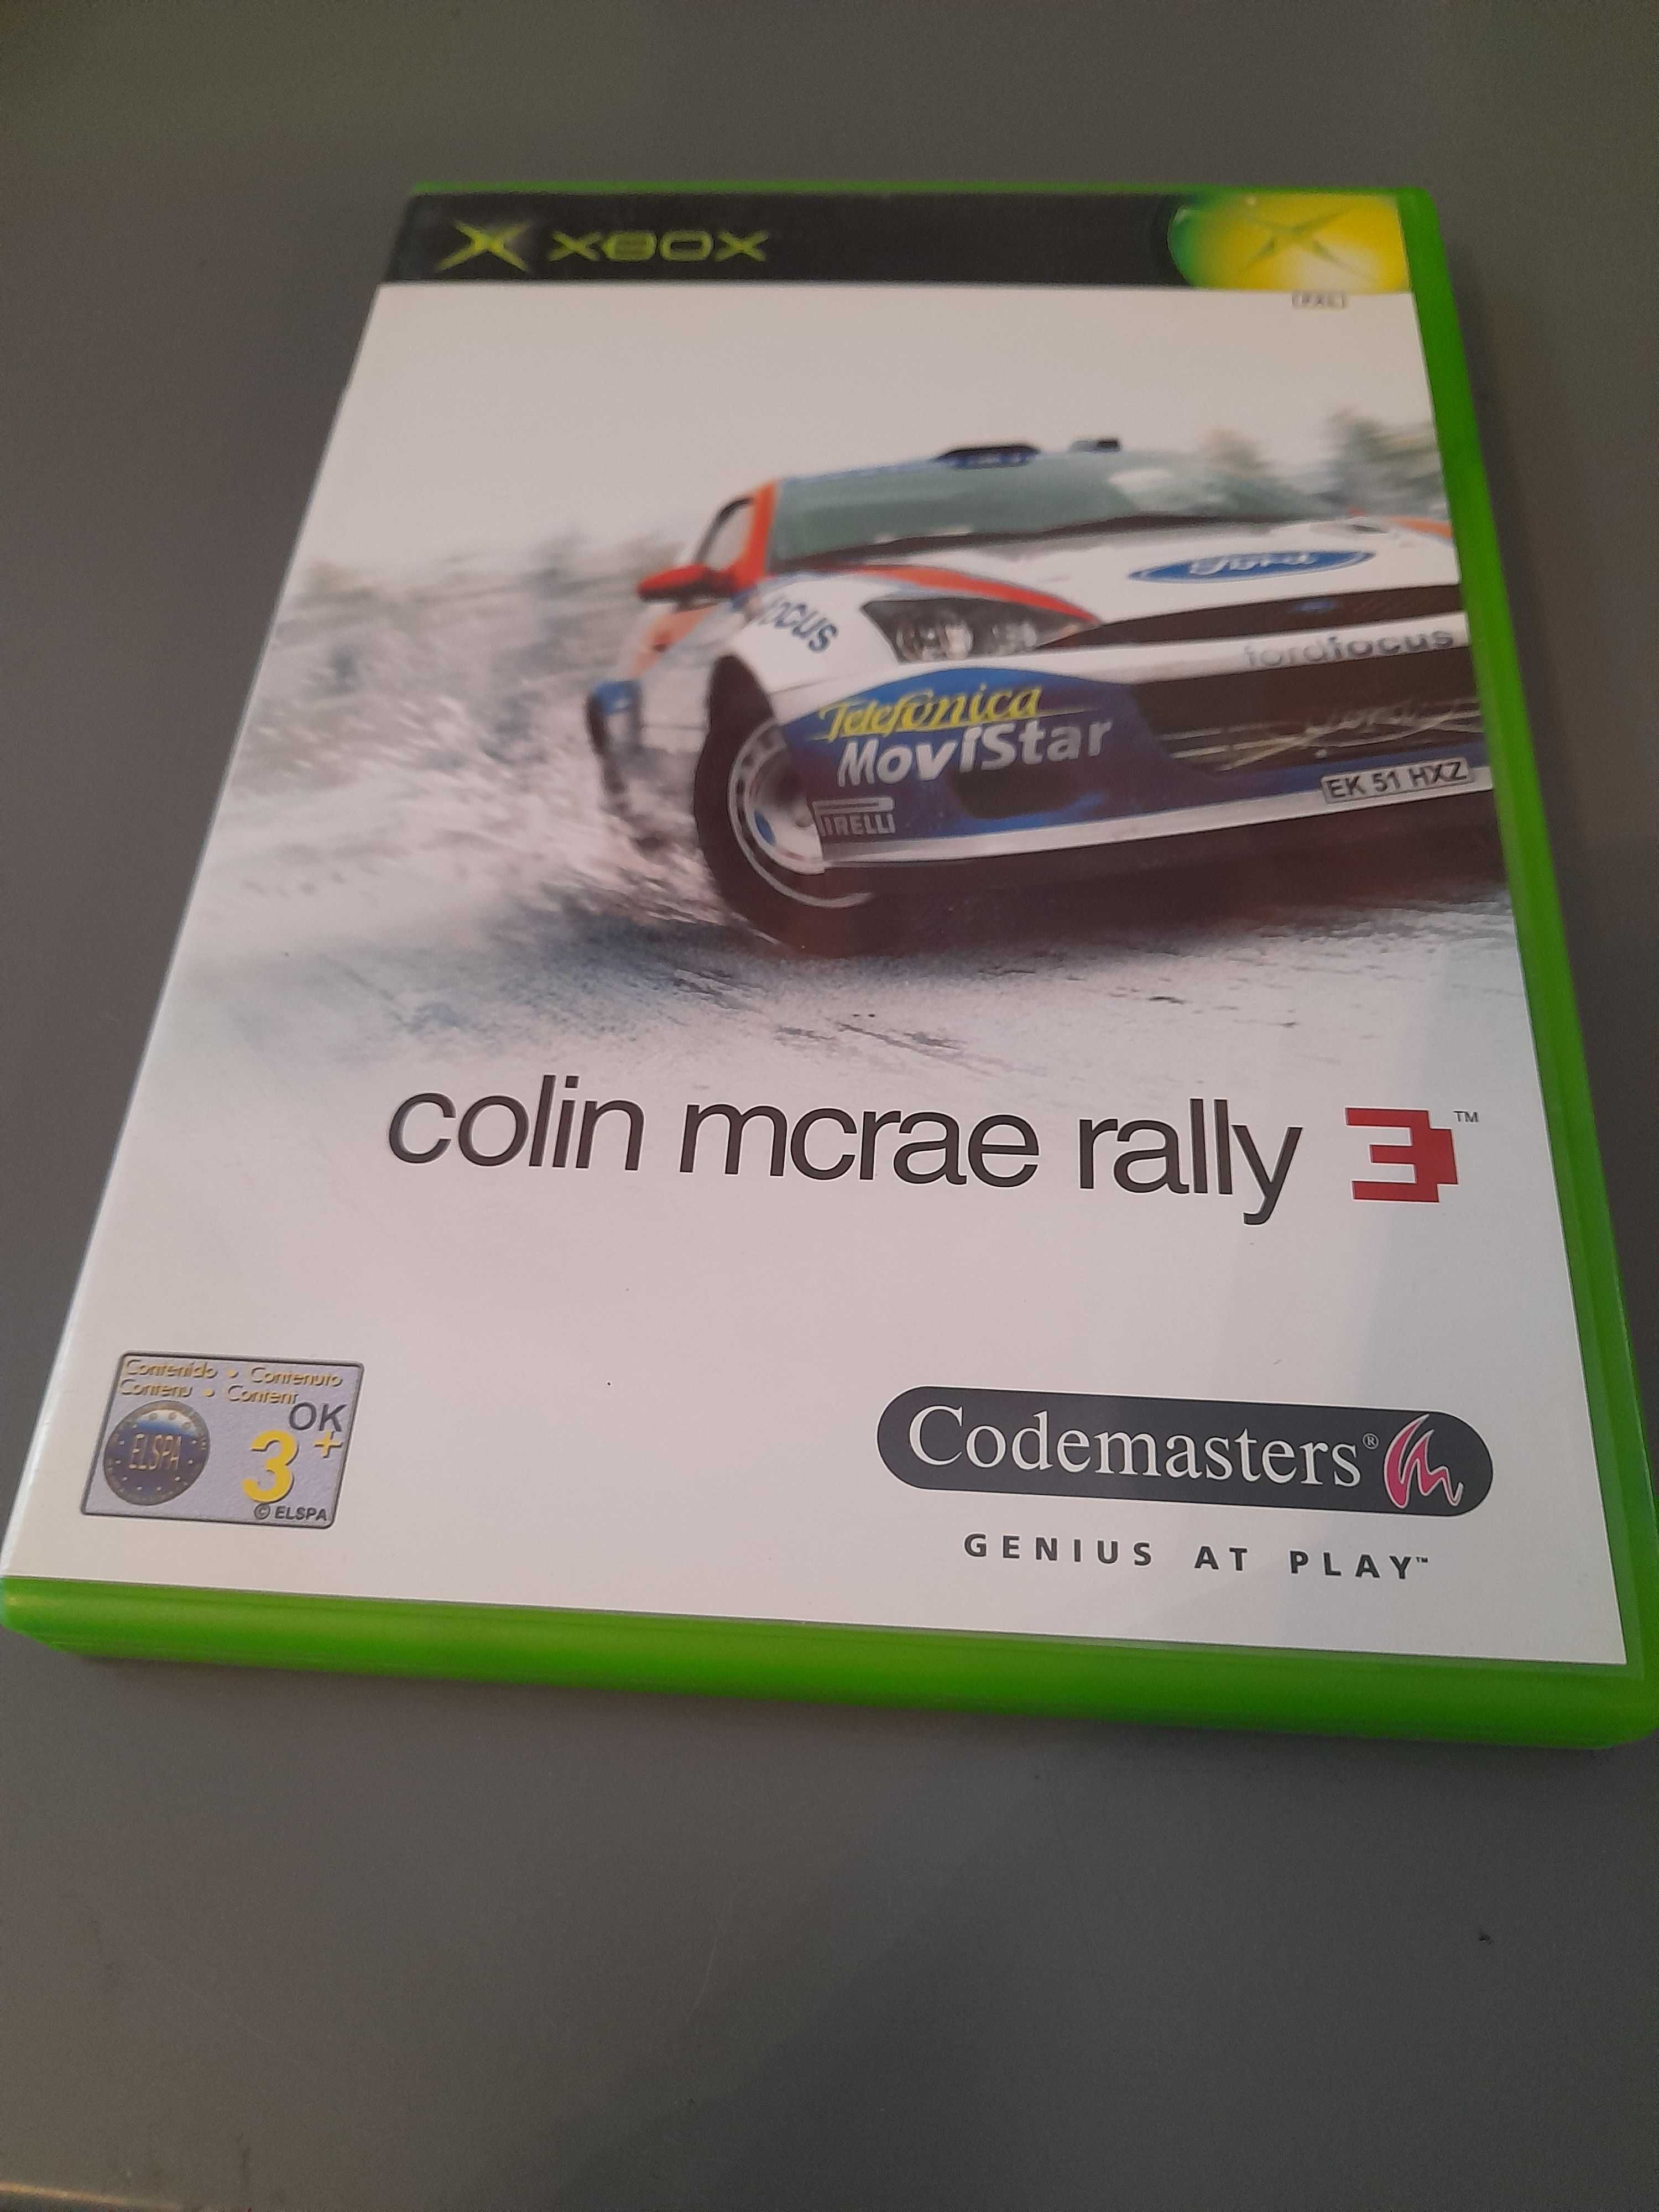 XBOX
PAL
Ford
focus
fordfocus
Telefonica
MoviStar
PIRELLI
EK 51 HXZ
colin mcrae rally 3™
Contenido • Contenuto
Contenu • Content
OK
ELSPA
3+
© ELSPA
Codemasters®
GENIUS AT PLAY™